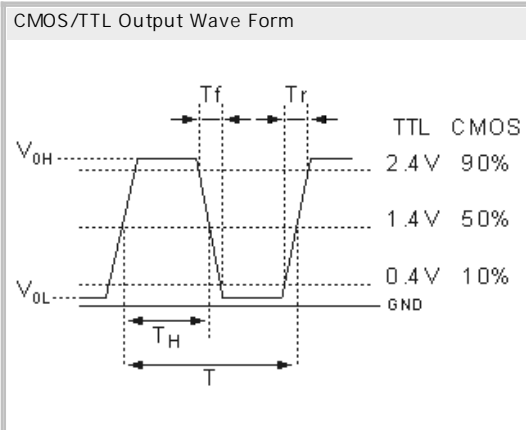 CMOS/TTL Output Wave Form
Tf Tr
TTL CMOS
V0H
2.4V 90%
1.4V 50%
0.4V 10%
V0L
GND
TH
T